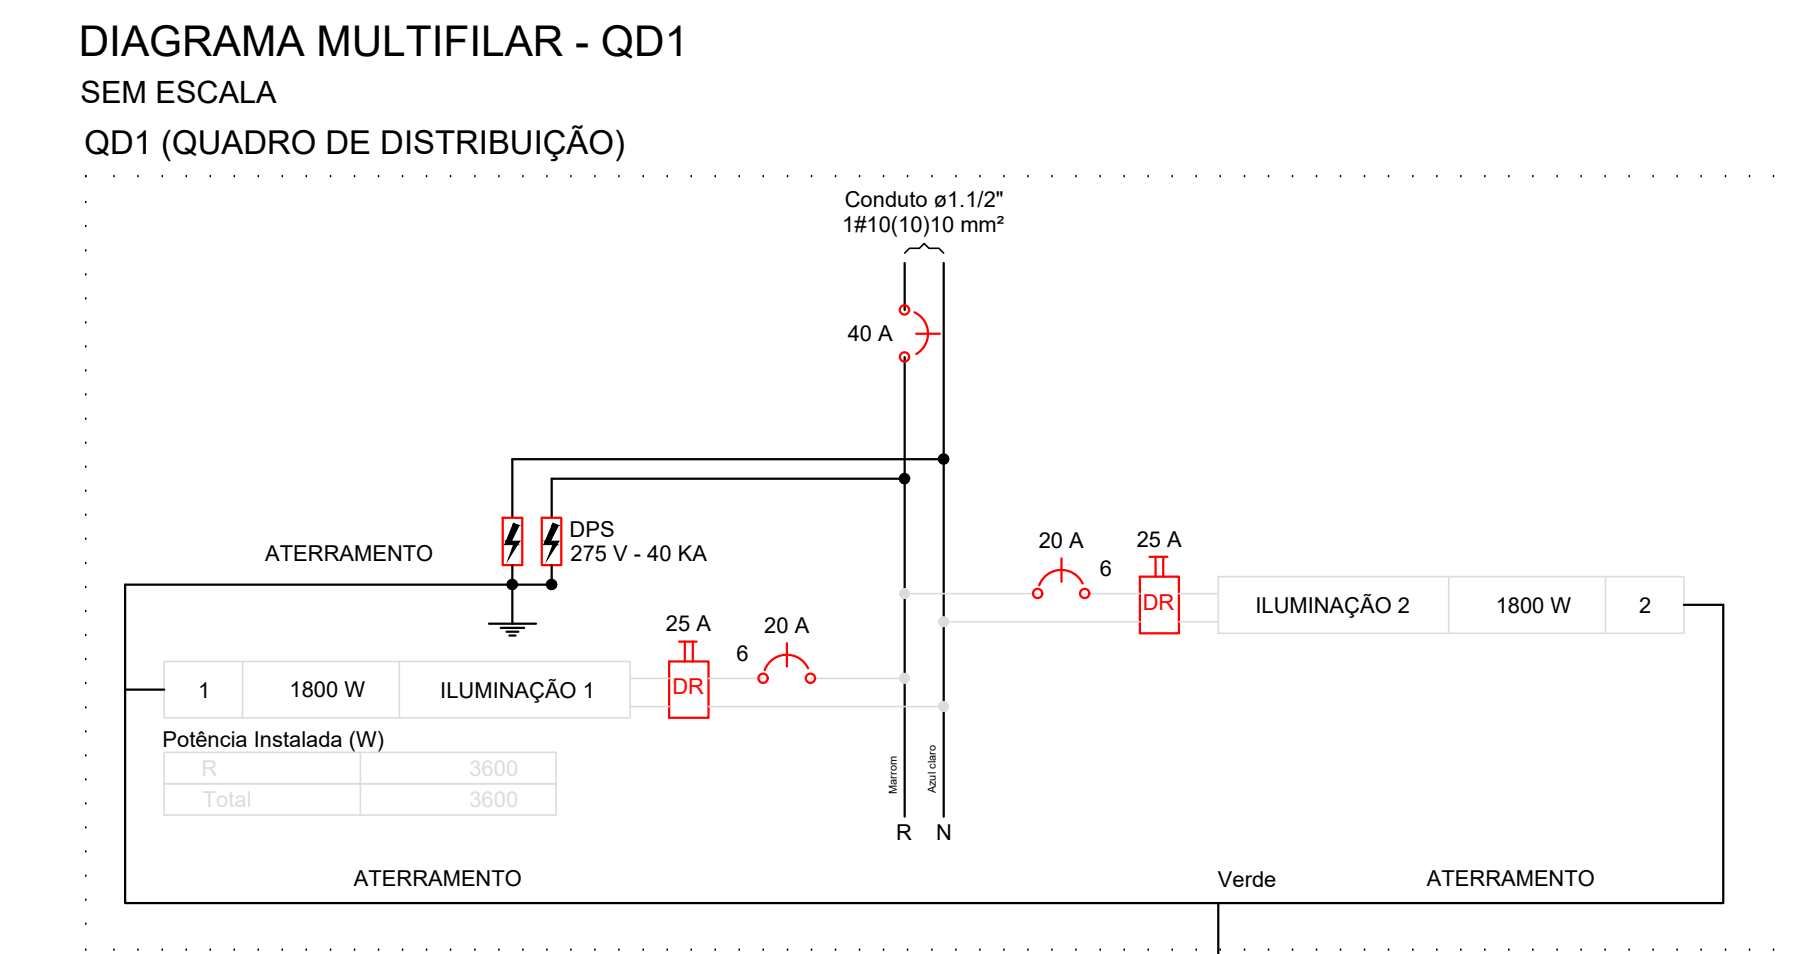 DIAGRAMA MULTIFILAR - QD1
SEM ESCALA
QD1 (QUADRO DE DISTRIBUIÇÃO)
Conduto ø1.1/2"
1#10(10)10 mm²
40 A
DPS
275 V - 40 KA
ATERRAMENTO
20 A
6
25 A
DR
ILUMINAÇÃO 2
1800 W
2
25 A
20 A
6
DR
1
1800 W
ILUMINAÇÃO 1
Potência Instalada (W)
R 3600
Total 3600
Marrom
Azul claro
R N
ATERRAMENTO
Verde
ATERRAMENTO